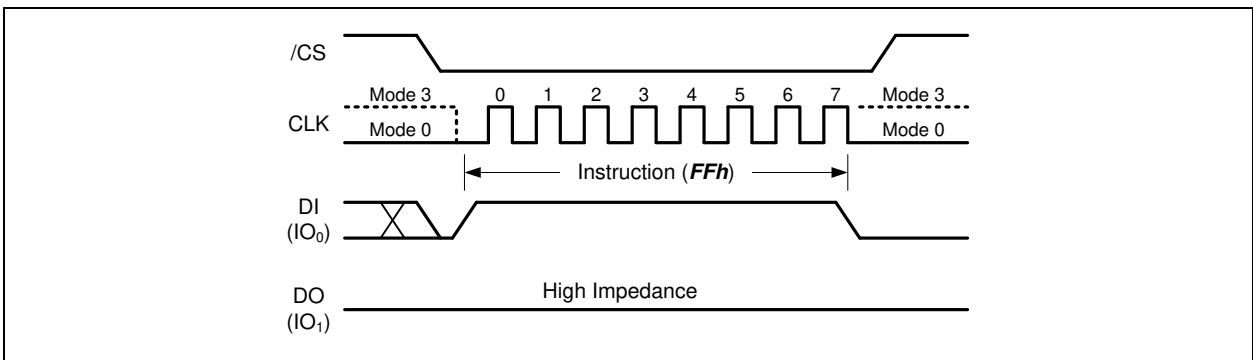 /CS
Mode 3 0 1 2 3 4 5 6 7 Mode 3
CLK
Mode 0 Mode 0
Instruction (FFh)
DI
(IO₀)
High Impedance
DO
(IO₁)